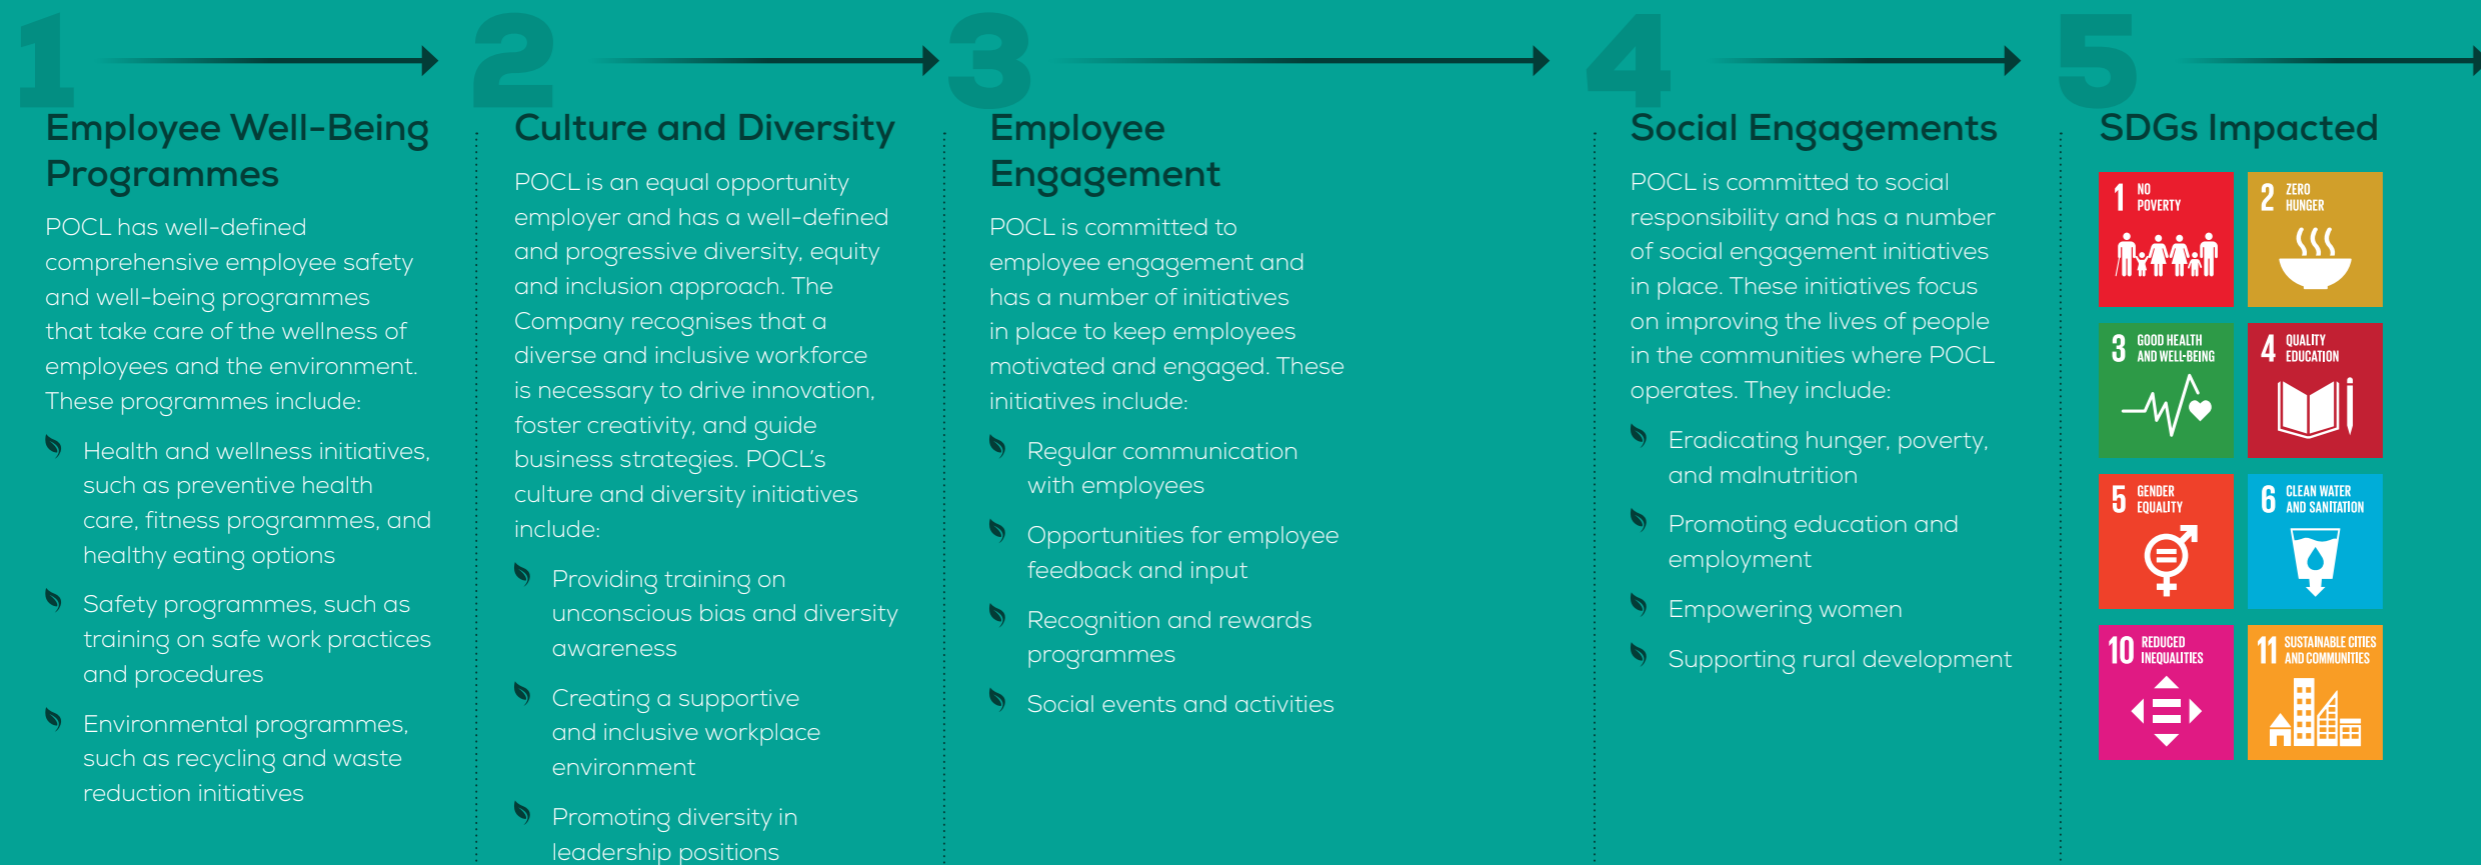 1
Employee Well-Being
Programmes
POCL has well-defined
comprehensive employee safety
and well-being programmes
that take care of the wellness of
employees and the environment.
These programmes include:
Health and wellness initiatives,
such as preventive health
care, fitness programmes, and
healthy eating options
Safety programmes, such as
training on safe work practices
and procedures
Environmental programmes,
such as recycling and waste
reduction initiatives
2
Culture and Diversity
POCL is an equal opportunity
employer and has a well-defined
and progressive diversity, equity
and inclusion approach. The
Company recognises that a
diverse and inclusive workforce
is necessary to drive innovation,
foster creativity, and guide
business strategies. POCL's
culture and diversity initiatives
include:
Providing training on
unconscious bias and diversity
awareness
Creating a supportive
and inclusive workplace
environment
Promoting diversity in
leadership positions
3
Employee
Engagement
POCL is committed to
employee engagement and
has a number of initiatives
in place to keep employees
motivated and engaged. These
initiatives include:
Regular communication
with employees
Opportunities for employee
feedback and input
Recognition and rewards
programmes
Social events and activities
4
Social Engagements
POCL is committed to social
responsibility and has a number
of social engagement initiatives
in place. These initiatives focus
on improving the lives of people
in the communities where POCL
operates. They include:
Eradicating hunger, poverty,
and malnutrition
Promoting education and
employment
Empowering women
Supporting rural development
5
SDGs Impacted
1 NO
POVERTY
2 ZERO
HUNGER
3 GOOD HEALTH
AND WELL-BEING
4 QUALITY
EDUCATION
5 GENDER
EQUALITY
6 CLEAN WATER
AND SANITATION
10 REDUCED
INEQUALITIES
11 SUSTAINABLE CITIES
AND COMMUNITIES